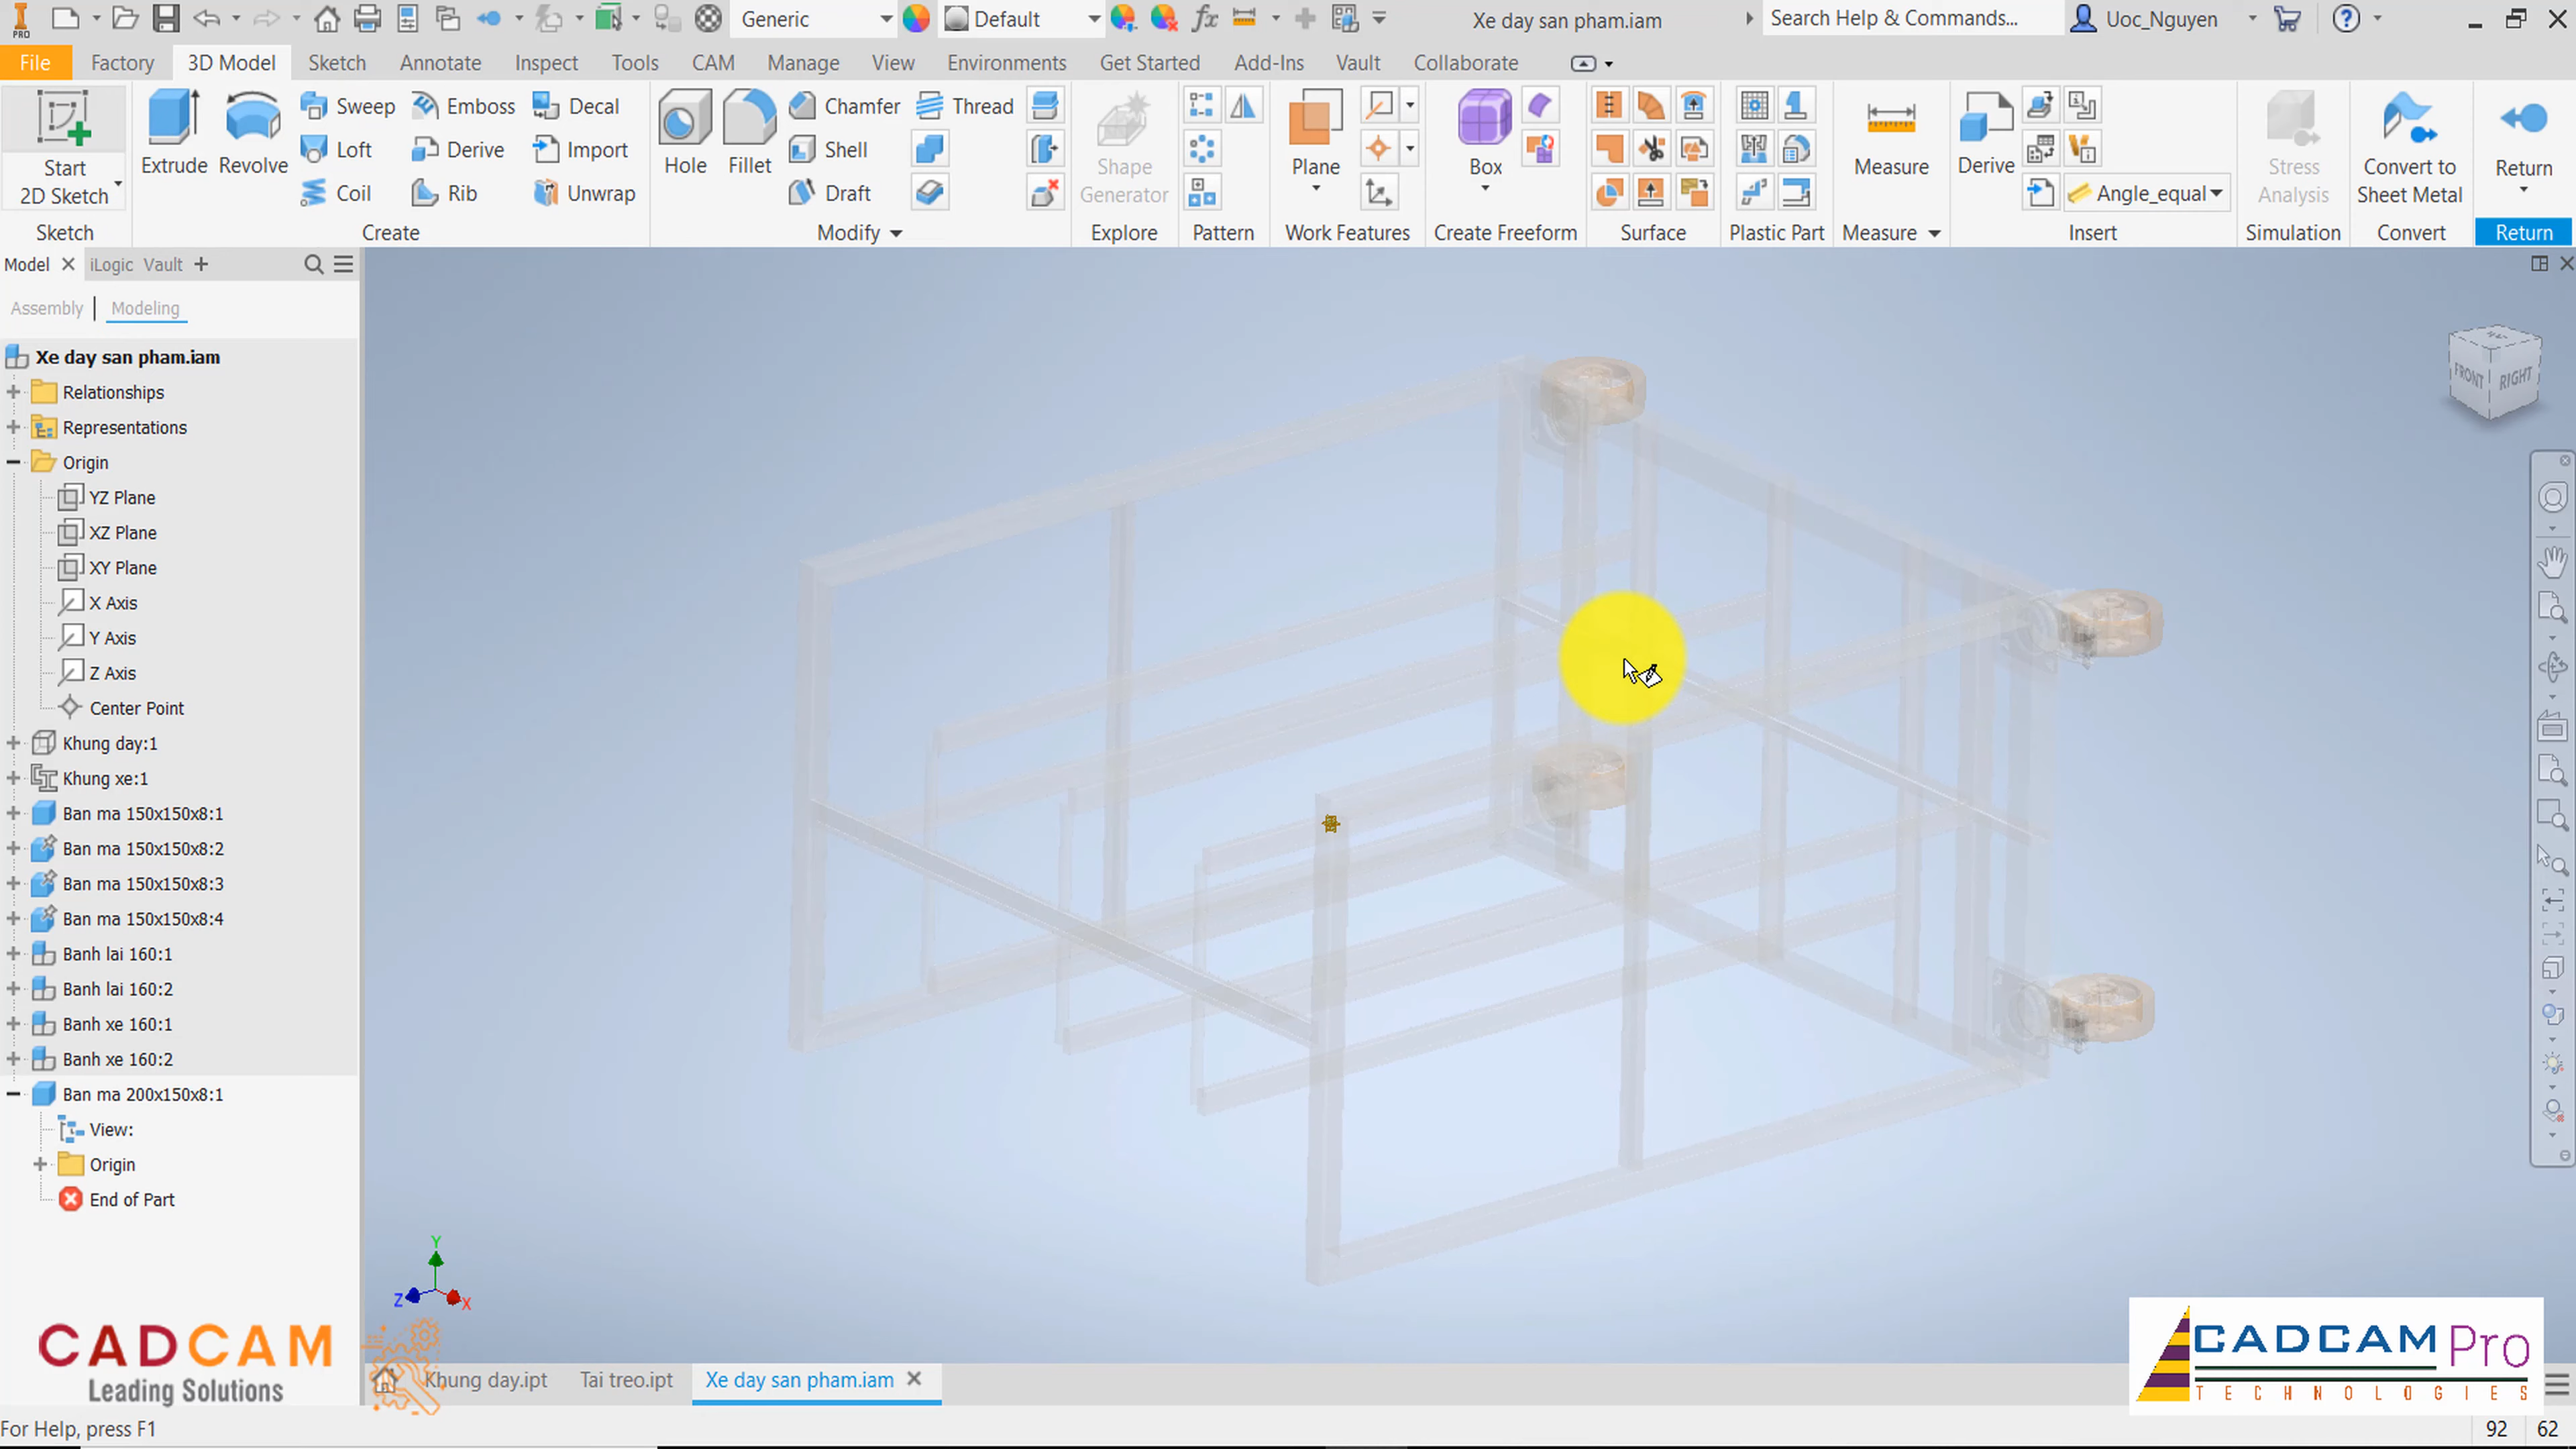 PRO
Generic
Default
fx
Xe day san pham.iam
Search Help & Commands...
Uoc_Nguyen
File
Factory
3D Model
Sketch
Annotate
Inspect
Tools
CAM
Manage
View
Environments
Get Started
Add-Ins
Vault
Collaborate
Start
2D Sketch
Sketch
Extrude
Revolve
Sweep
Loft
Coil
Emboss
Derive
Rib
Decal
Import
Unwrap
Create
Hole
Fillet
Chamfer
Shell
Draft
Thread
Modify
Shape
Generator
Explore
Pattern
Plane
Work Features
Box
Create Freeform
Surface
Plastic Part
Measure
Measure
Derive
Angle_equal
Insert
Stress
Analysis
Simulation
Convert to
Sheet Metal
Convert
Return
Return
Model
iLogic
Vault
Assembly
Modeling
Xe day san pham.iam
Relationships
Representations
Origin
YZ Plane
XZ Plane
XY Plane
X Axis
Y Axis
Z Axis
Center Point
Khung day:1
Khung xe:1
Ban ma 150x150x8:1
Ban ma 150x150x8:2
Ban ma 150x150x8:3
Ban ma 150x150x8:4
Banh lai 160:1
Banh lai 160:2
Banh xe 160:1
Banh xe 160:2
Ban ma 200x150x8:1
View:
Origin
End of Part
FRONT
RIGHT
Y
Z
X
CADCAM
Leading Solutions
Khung day.ipt
Tai treo.ipt
Xe day san pham.iam
CADCAM Pro
TECHNOLOGIES
For Help, press F1
92
62